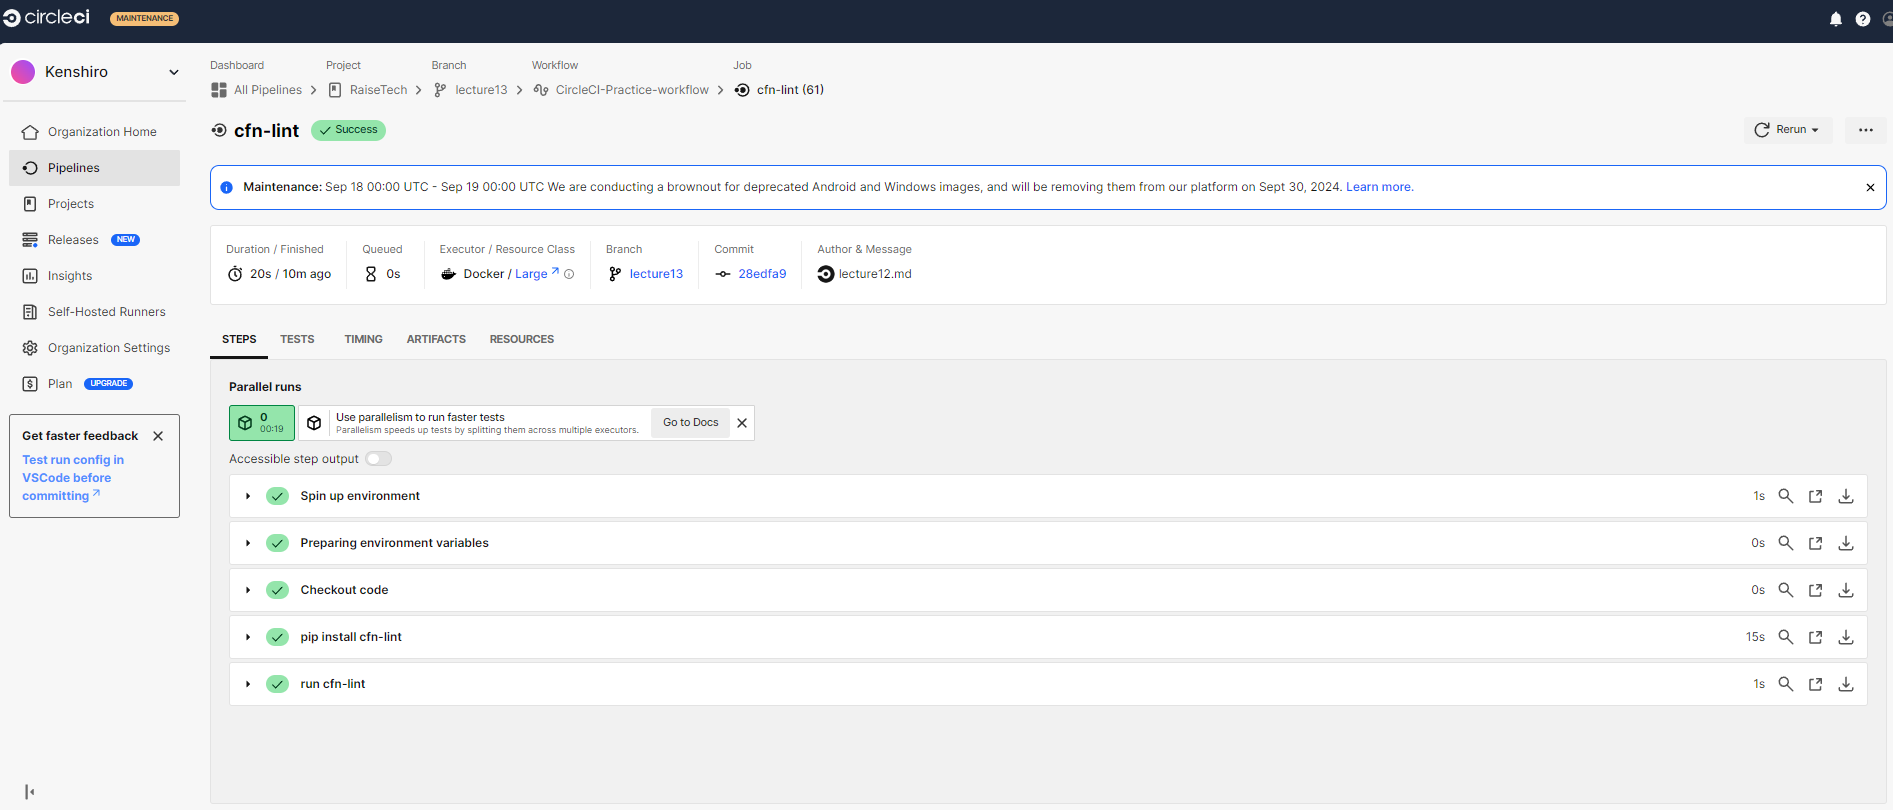 circleci MAINTENANCE
Kenshiro
Organization Home
Pipelines
Projects
Releases NEW
Insights
Self-Hosted Runners
Organization Settings
Plan UPGRADE
Get faster feedback
Test run config in
VSCode before
committing
Dashboard Project Branch Workflow Job
All Pipelines RaiseTech lecture13 CircleCI-Practice-workflow cfn-lint (61)
cfn-lint Success Rerun
Maintenance: Sep 18 00:00 UTC - Sep 19 00:00 UTC We are conducting a brownout for deprecated Android and Windows images, and will be removing them from our platform on Sept 30, 2024. Learn more.
Duration / Finished Queued Executor / Resource Class Branch Commit Author & Message
20s / 10m ago 0s Docker / Large lecture13 28edfa9 lecture12.md
STEPS TESTS TIMING ARTIFACTS RESOURCES
Parallel runs
0
00:19
Use parallelism to run faster tests
Parallelism speeds up tests by splitting them across multiple executors.
Go to Docs
Accessible step output
Spin up environment 1s
Preparing environment variables 0s
Checkout code 0s
pip install cfn-lint 15s
run cfn-lint 1s